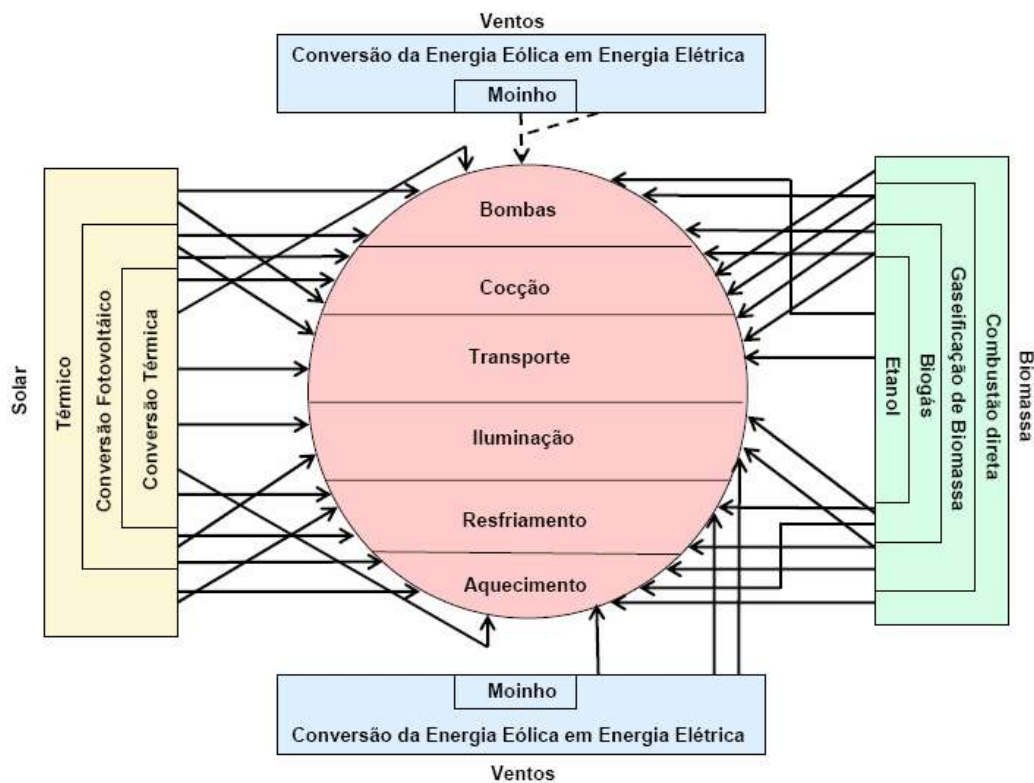 Ventos
Conversão da Energia Eólica em Energia Elétrica
Moinho
Solar
Térmico
Conversão Fotovoltáico
Conversão Térmica
Bombas
Cocção
Transporte
Iluminação
Resfriamento
Aquecimento
Etanol
Biogás
Gaseificação de Biomassa
Combustão direta
Biomassa
Moinho
Conversão da Energia Eólica em Energia Elétrica
Ventos